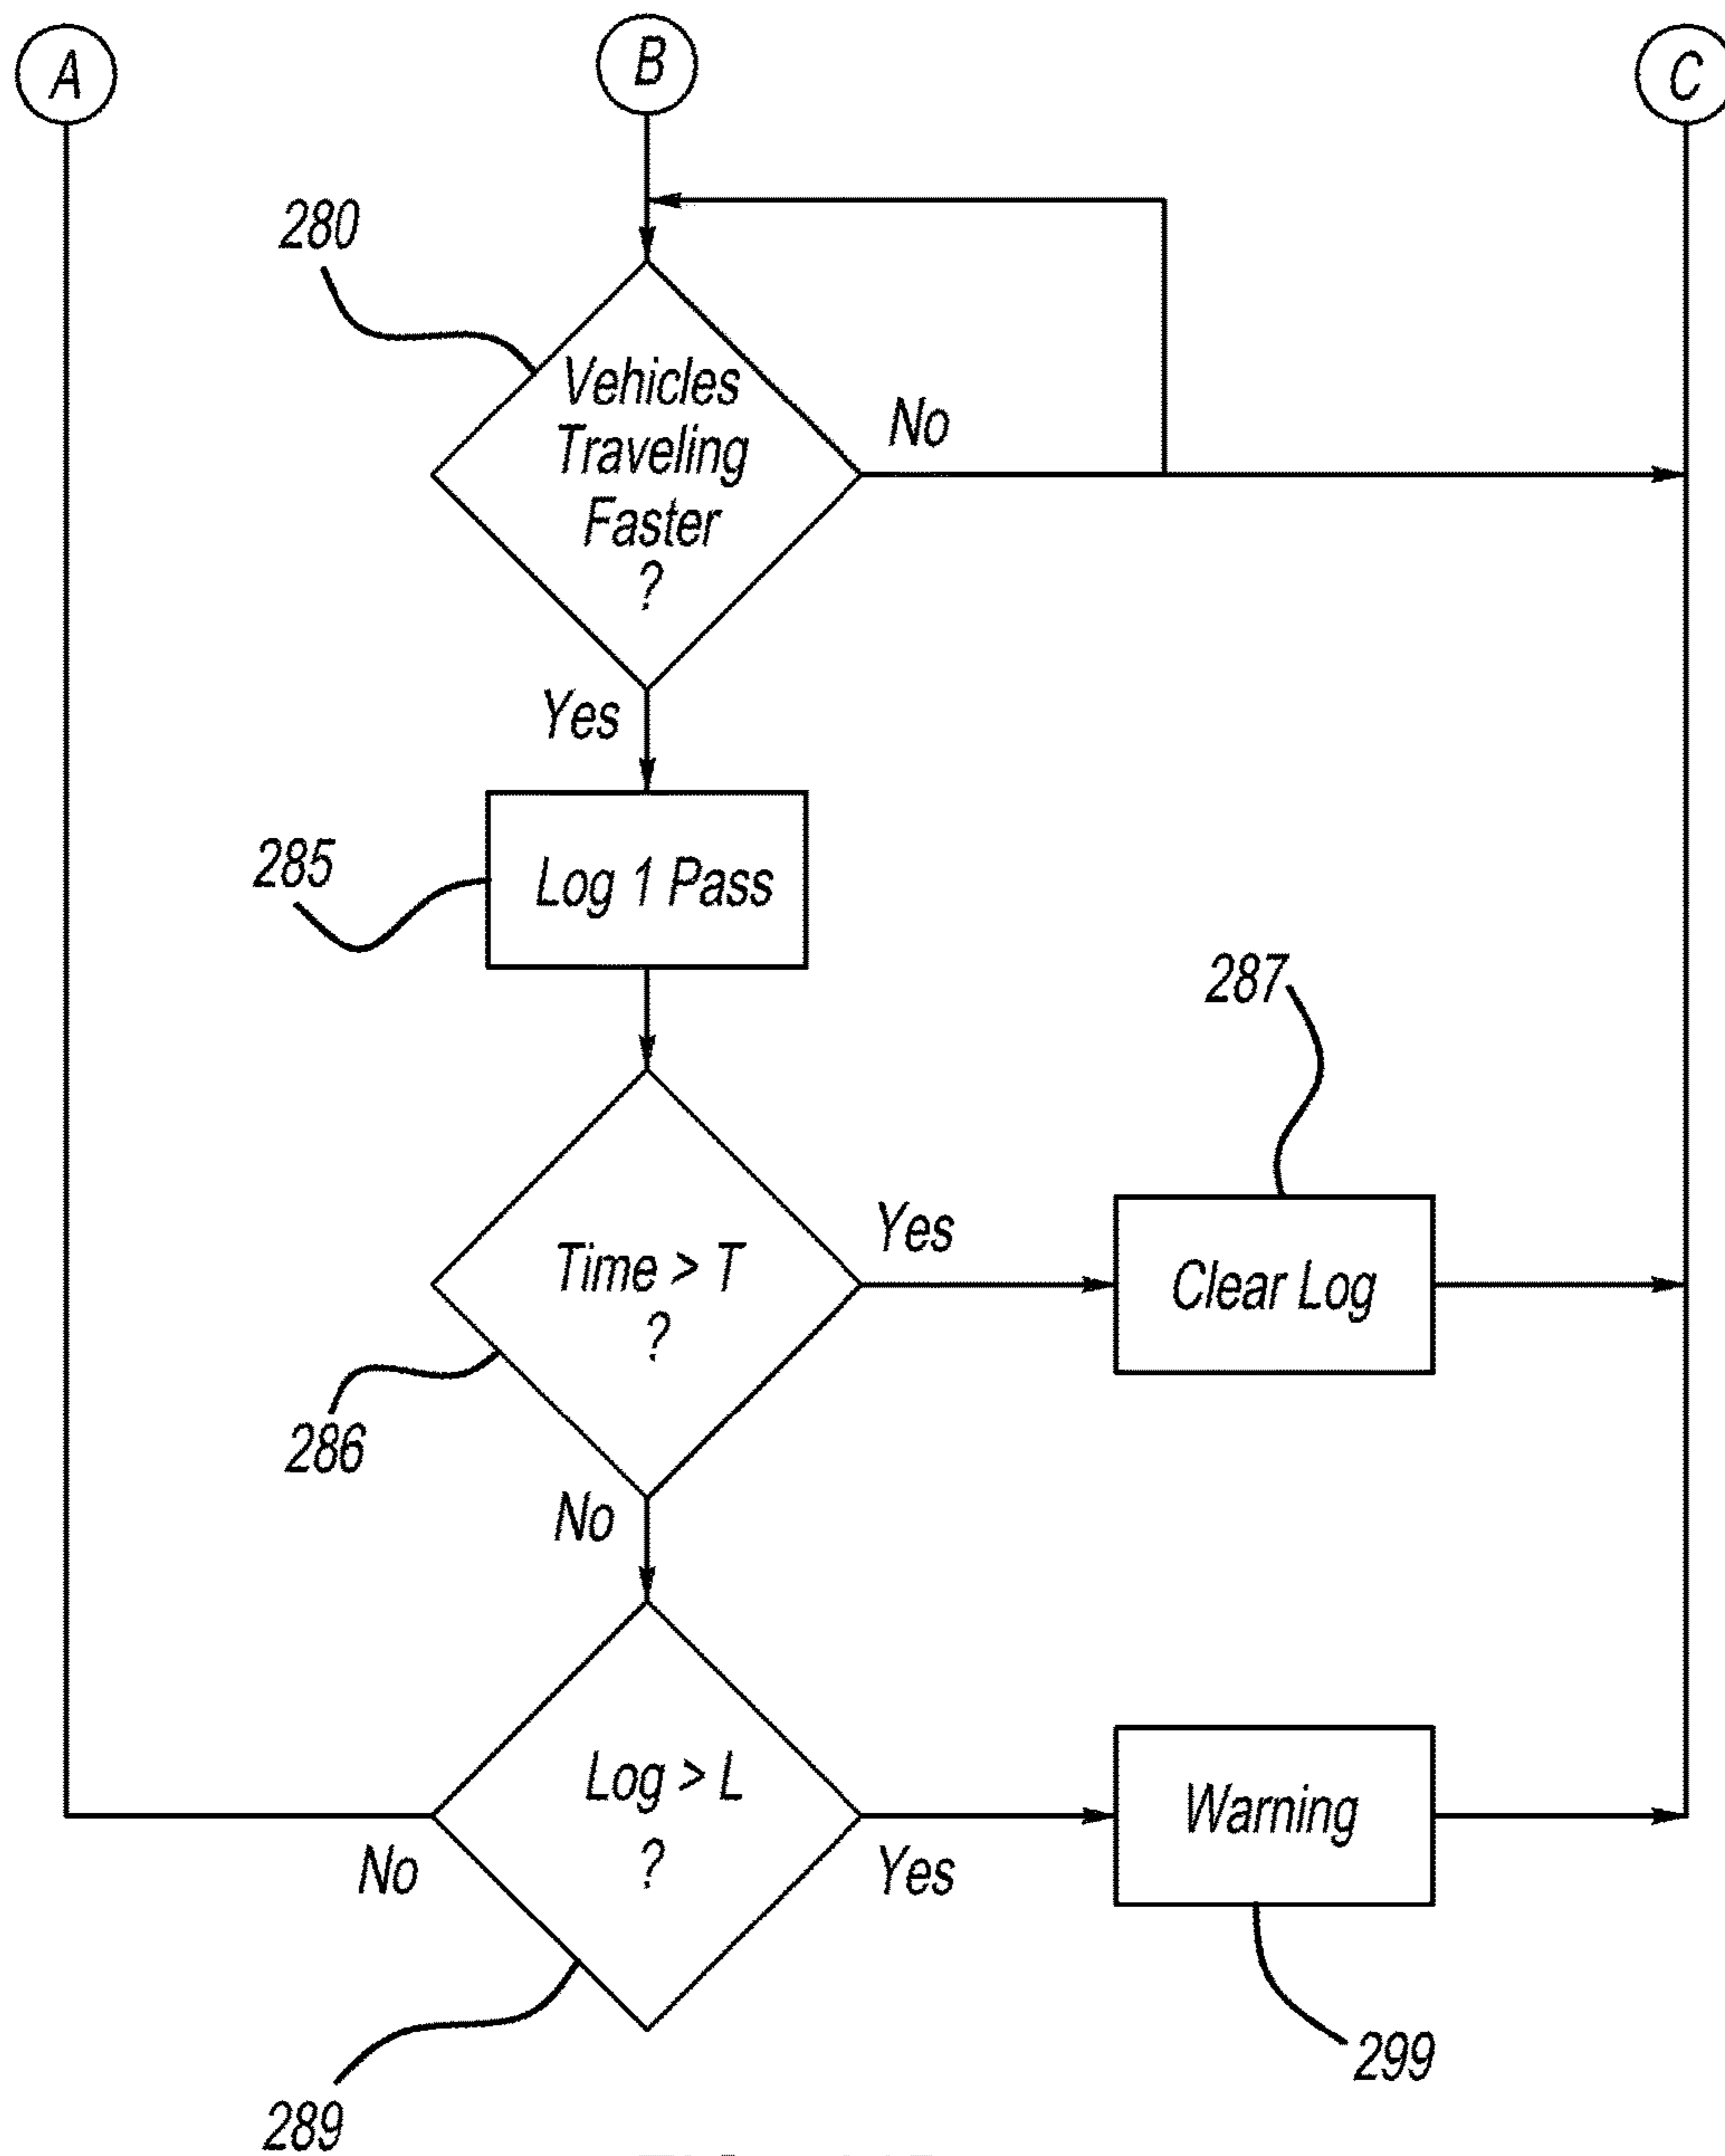 A
B
C
280
Vehicles
Traveling
Faster
?
No
Yes
285
Log 1 Pass
287
Time > T
?
Yes
Clear Log
286
No
Log > L
?
Warning
No
Yes
299
289